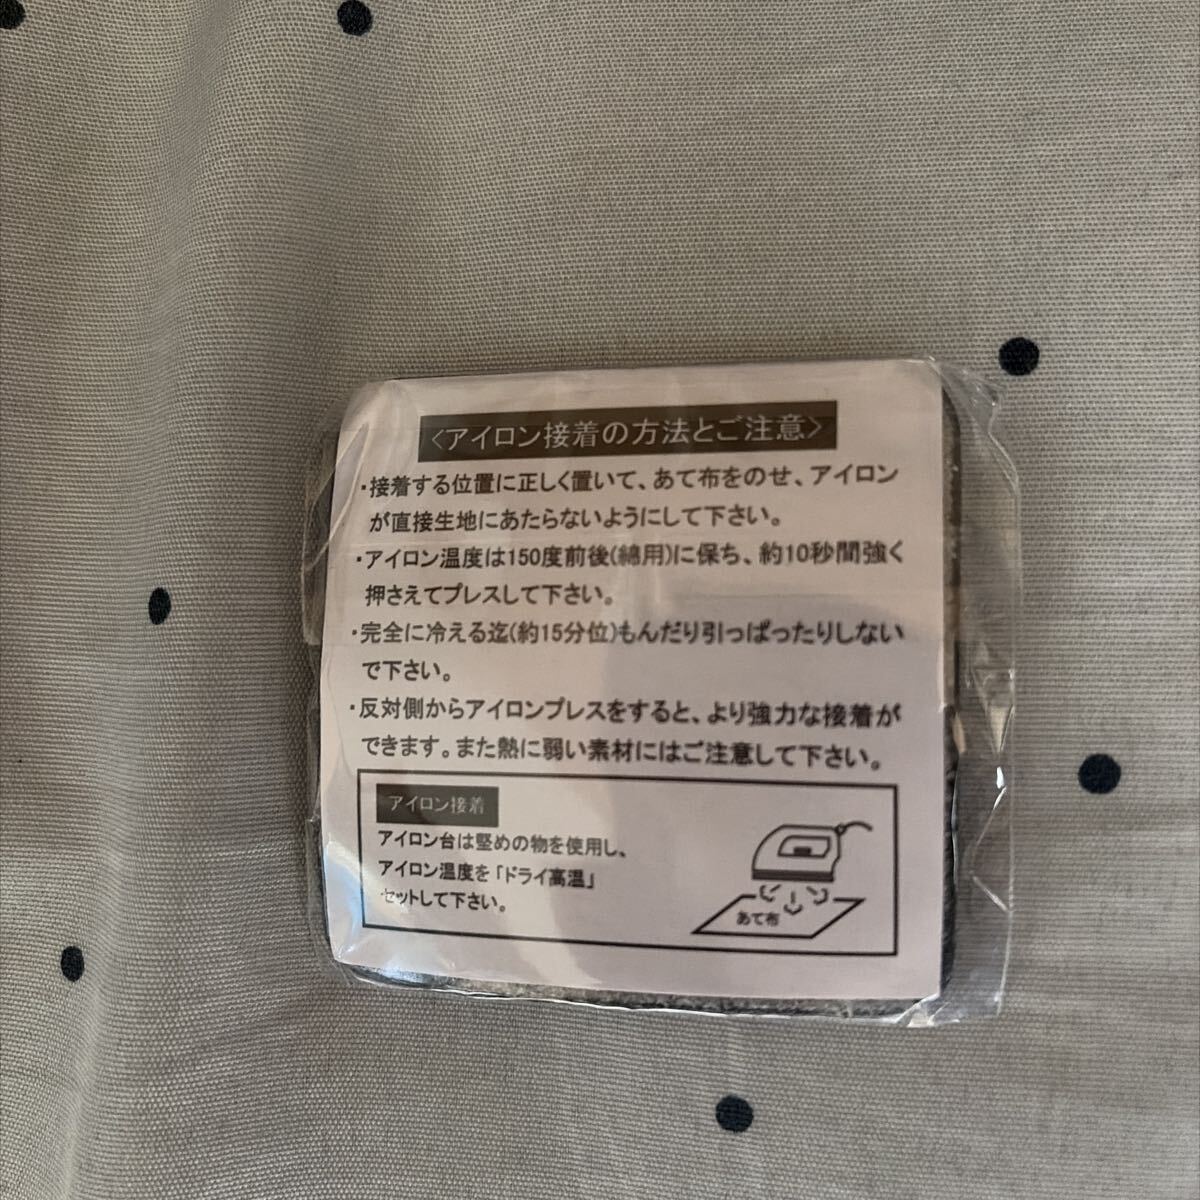 〈アイロン接着の方法とご注意〉
・接着する位置に正しく置いて、あて布をのせ、アイロン
が直接生地にあたらないようにして下さい。
・アイロン温度は150度前後(綿用)に保ち、約10秒間強く
押さえてプレスして下さい。
・完全に冷える迄(約15分位)もんだり引っぱったりしない
で下さい。
・反対側からアイロンプレスをすると、より強力な接着が
できます。また熱に弱い素材にはご注意して下さい。
アイロン接着
アイロン台は堅めの物を使用し、
アイロン温度を「ドライ高温」
セットして下さい。
あて布